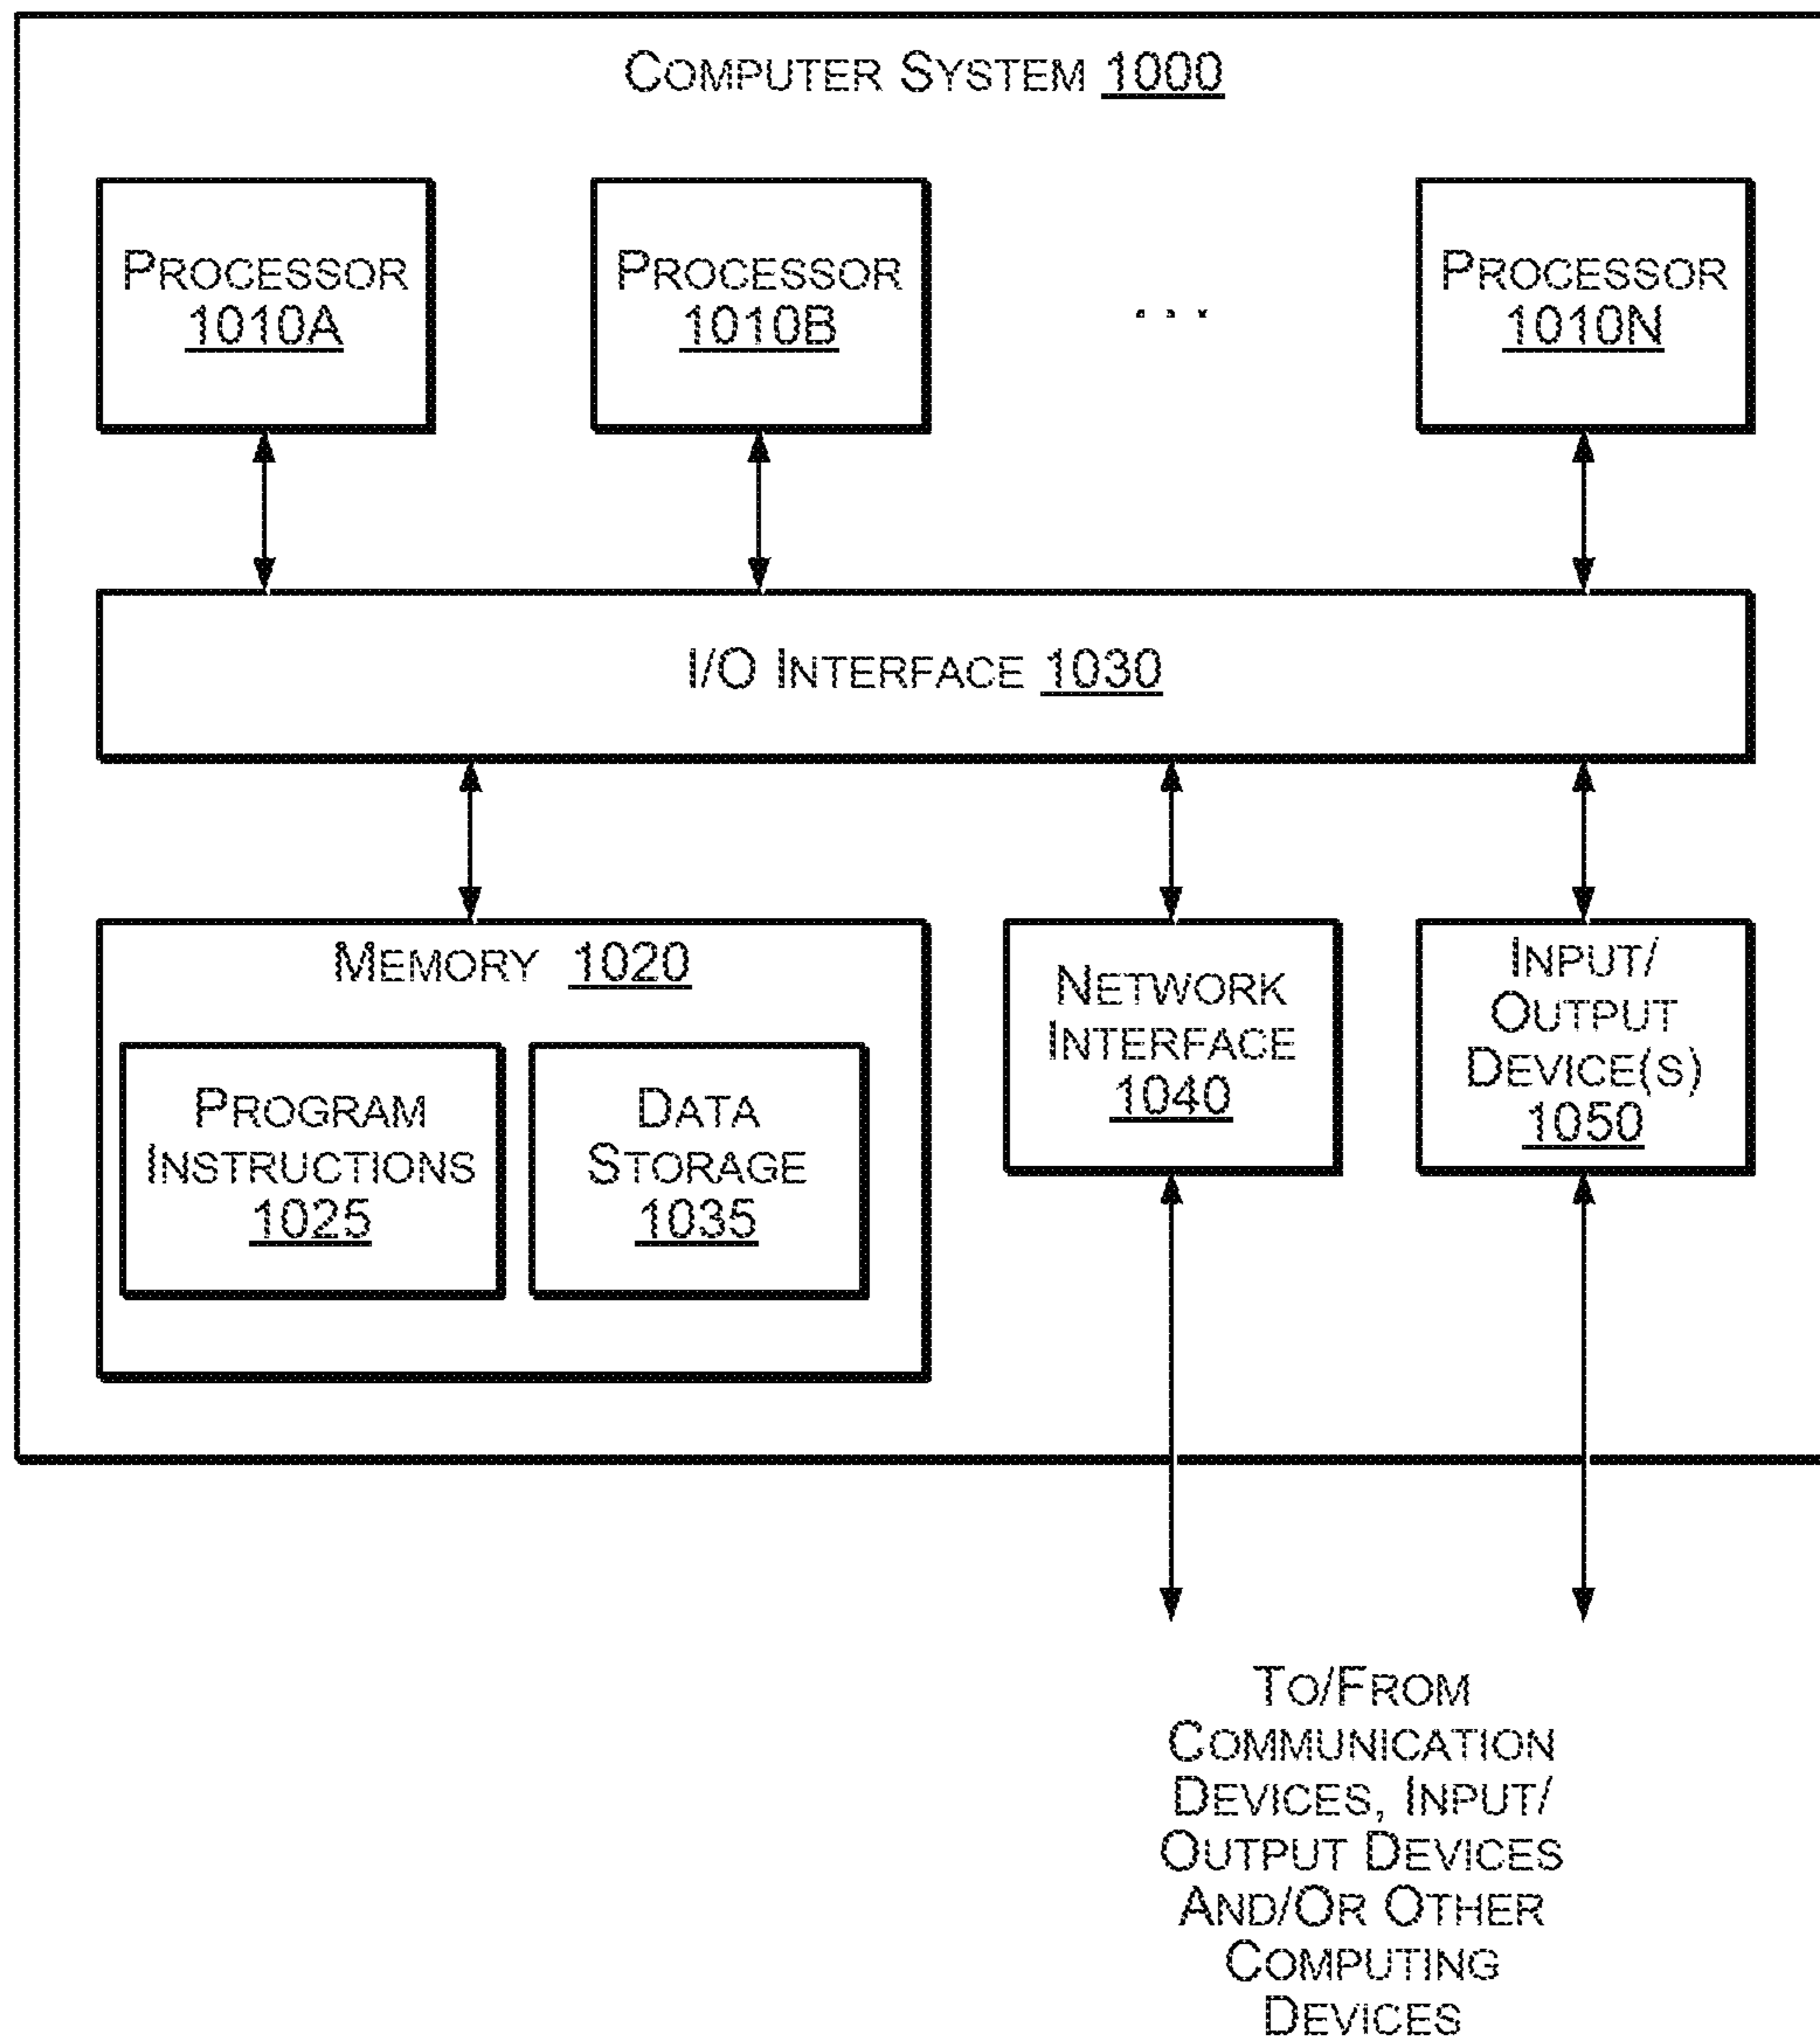 COMPUTER SYSTEM 1000
PROCESSOR
1010A
PROCESSOR
1010B
. . .
PROCESSOR
1010N
I/O INTERFACE 1030
MEMORY 1020
PROGRAM
INSTRUCTIONS
1025
DATA
STORAGE
1035
NETWORK
INTERFACE
1040
INPUT/
OUTPUT
DEVICE(S)
1050
TO/FROM
COMMUNICATION
DEVICES, INPUT/
OUTPUT DEVICES
AND/OR OTHER
COMPUTING
DEVICES